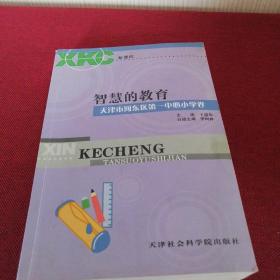 XKC 新课程
智慧的教育
天津市河东区第一中心小学卷
主编
XIN
KECHENG
TANSUOYUSHIJIAN
天津社会科学院出版社